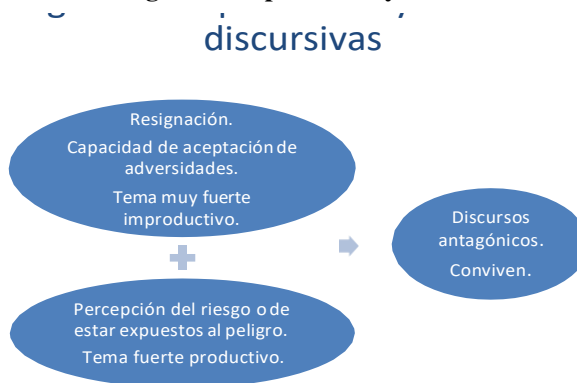 discursivas
Resignación.
Capacidad de aceptación de
adversidades.
Tema muy fuerte
improductivo.
Percepción del riesgo o de
estar expuestos al peligro.
Tema fuerte productivo.
Discursos
antagónicos.
Conviven.